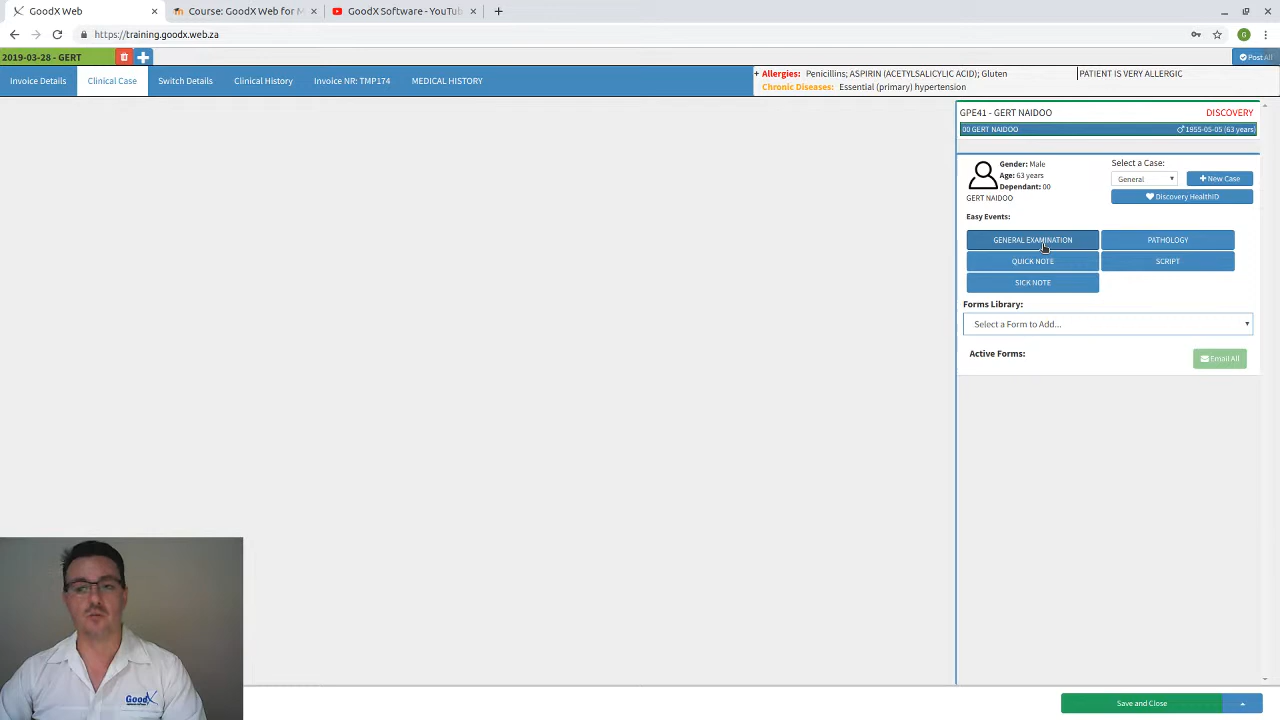 GoodX Web
Course: GoodX Web for M
GoodX Software - YouTu
https://training.goodx.web.za
2019-03-28 - GERT
Post All
Invoice Details
Clinical Case
Switch Details
Clinical History
Invoice NR: TMP174
MEDICAL HISTORY
+ Allergies: Penicillins; ASPIRIN (ACETYLSALICYLIC ACID); Gluten
Chronic Diseases: Essential (primary) hypertension
PATIENT IS VERY ALLERGIC
GPE41 - GERT NAIDOO DISCOVERY
00 GERT NAIDOO 1955-05-05 (63 years)
Gender: Male
Age: 63 years
Dependant: 00
GERT NAIDOO
Select a Case:
General
New Case
Discovery HealthID
Easy Events:
GENERAL EXAMINATION
PATHOLOGY
QUICK NOTE
SCRIPT
SICK NOTE
Forms Library:
Select a Form to Add...
Active Forms:
Email All
GoodX
Save and Close